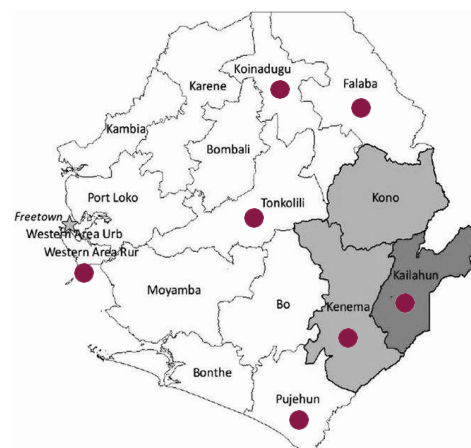 Koinadugu
Falaba
Karene
Kambia
Bombali
Port Loko
Kono
Tonkolili
Freetown
Western Area Urb
Western Area Rur
Kailahun
Moyamba
Bo
Kenema
Bonthe
Pujehun